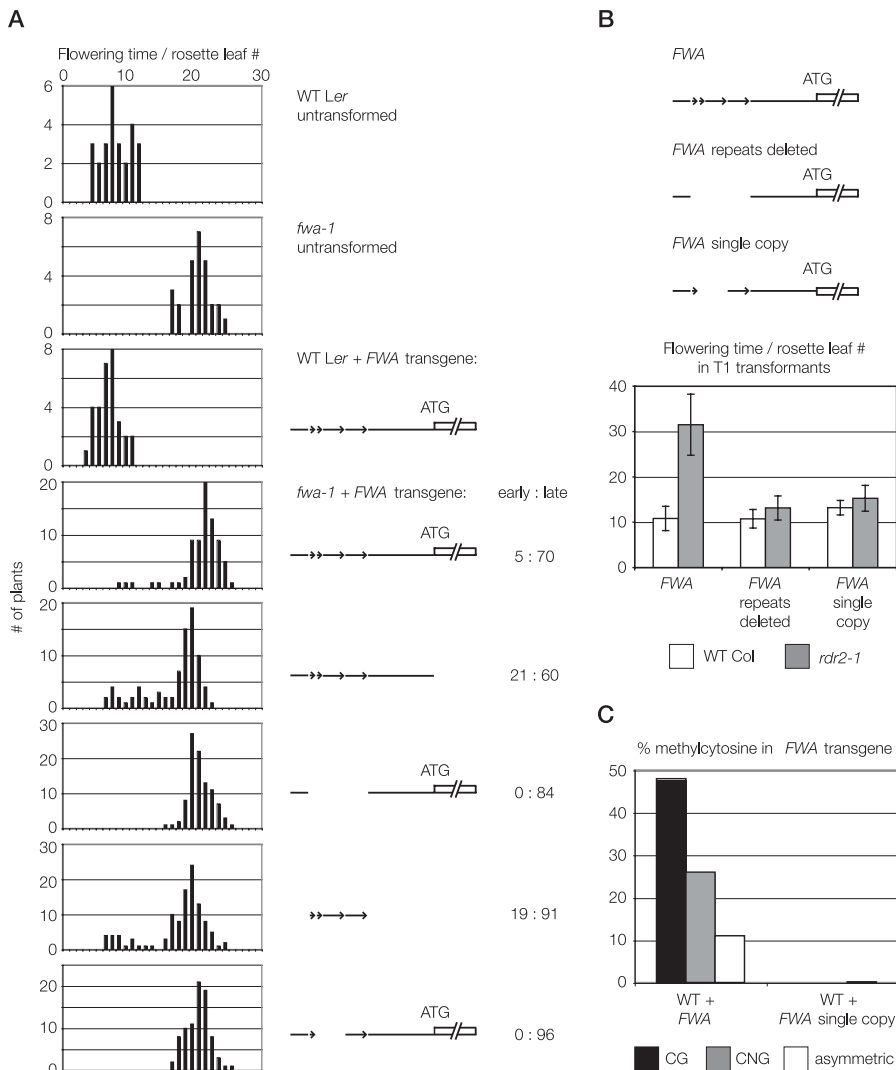 A
Flowering time / rosette leaf #
0 10 20 30
6
4
2
0
WT Ler
untransformed
8
4
0
fwa-1
untransformed
8
4
0
WT Ler + FWA transgene:
ATG
20
10
0
fwa-1 + FWA transgene: early : late
ATG
5 : 70
# of plants
20
10
0
21 : 60
30
20
10
0
ATG
0 : 84
30
20
10
0
19 : 91
30
20
10
0
ATG
0 : 96
B
FWA
ATG
FWA repeats deleted
ATG
FWA single copy
ATG
Flowering time / rosette leaf #
in T1 transformants
40
30
20
10
0
FWA FWA FWA
repeats single
deleted copy
WT Col rdr2-1
C
% methylcytosine in FWA transgene
50
40
30
20
10
0
WT + WT +
FWA FWA single copy
CG CNG asymmetric